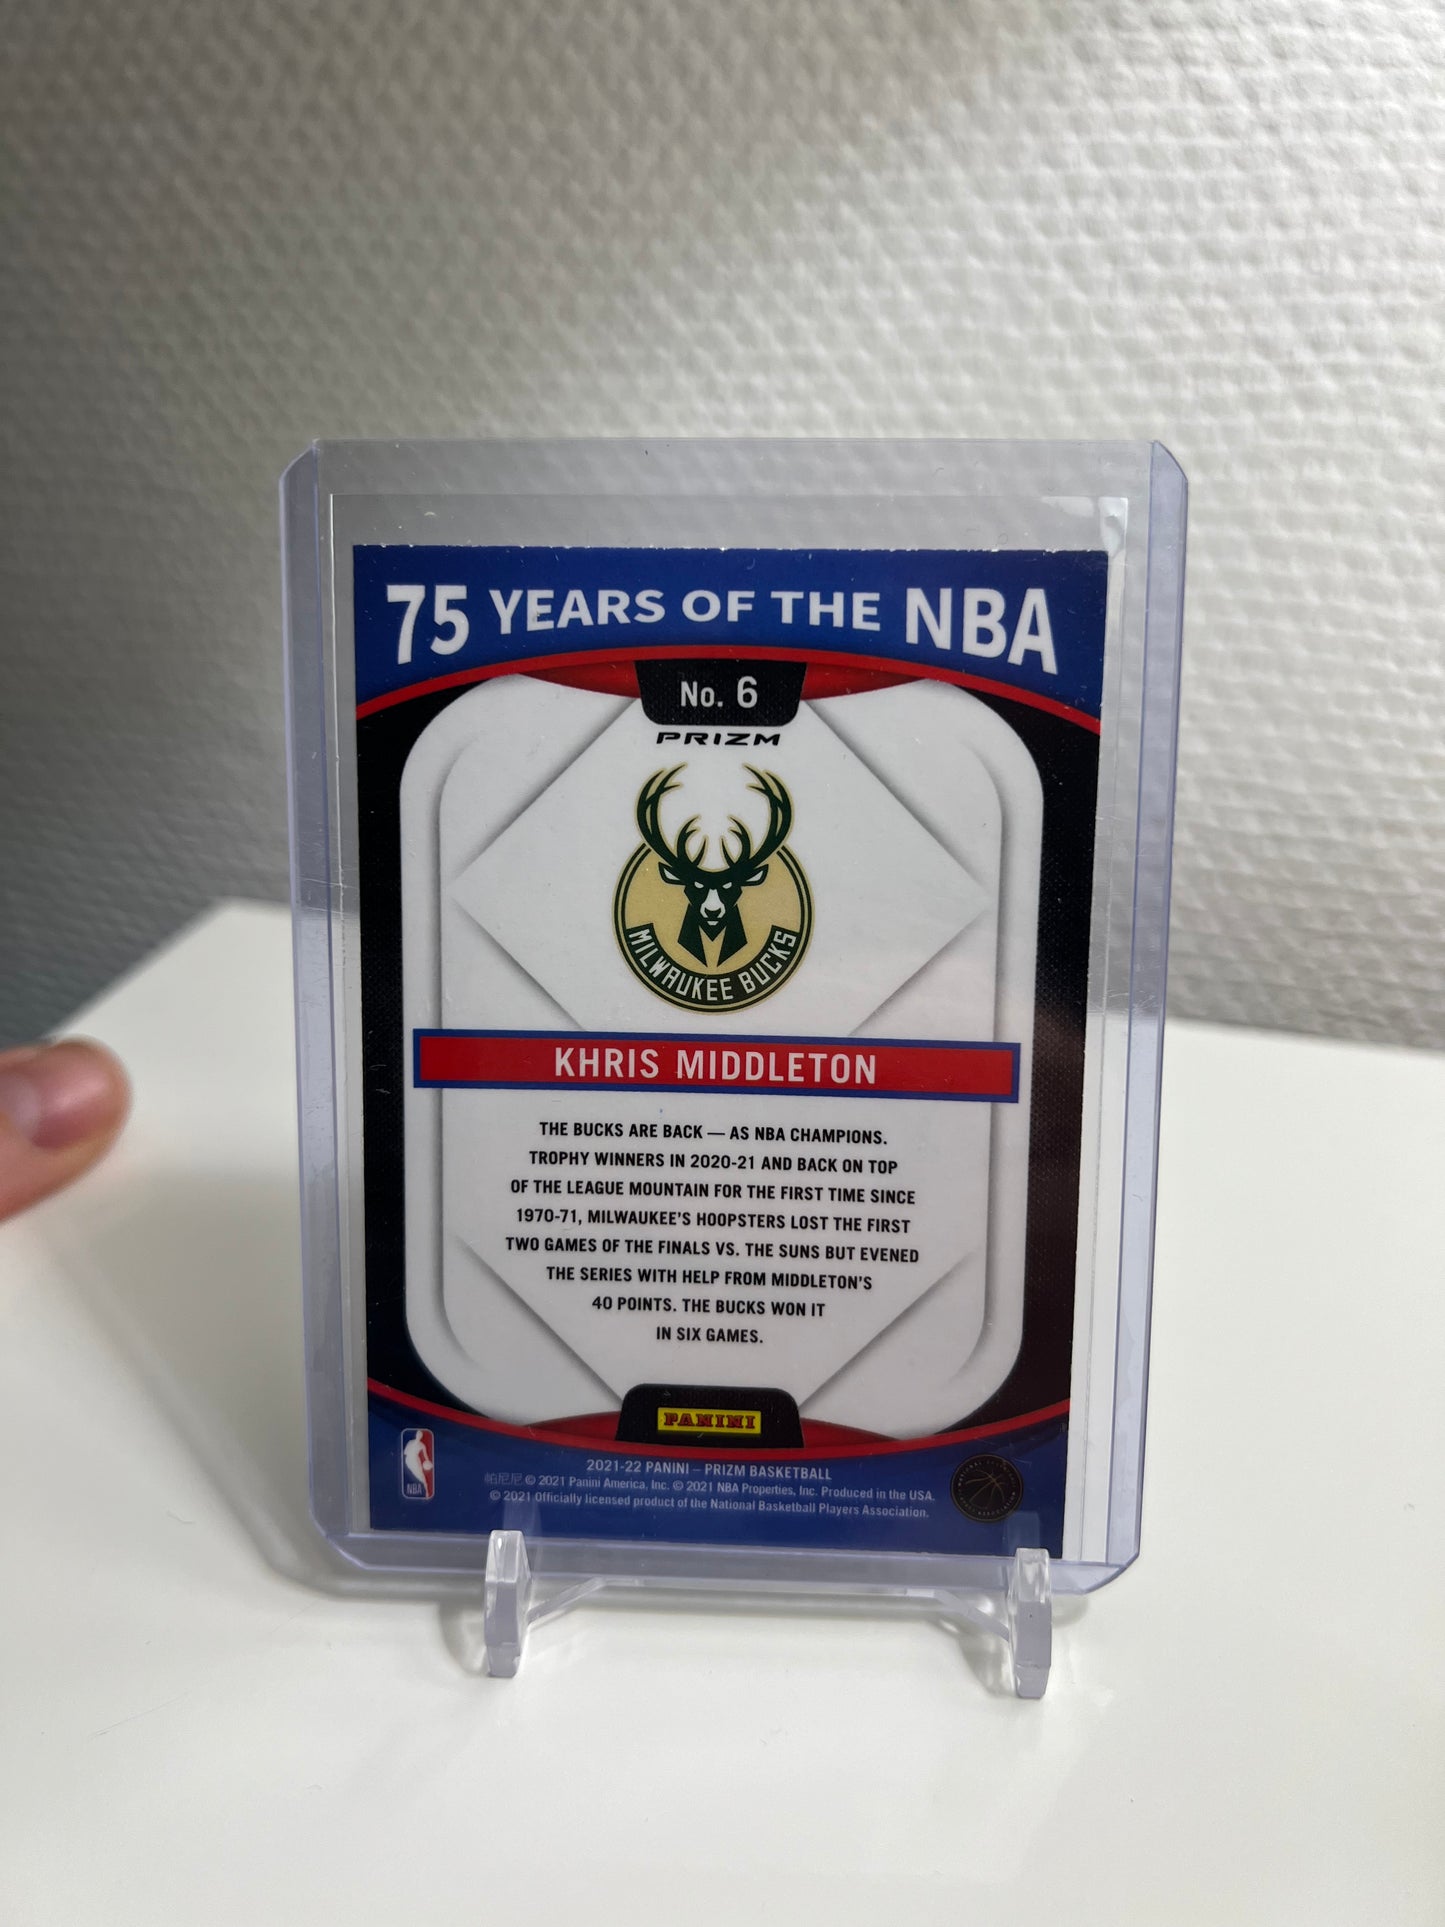 75 YEARS OF THE NBA
No. 6
PRIZM
MILWAUKEE BUCKS
KHRIS MIDDLETON
THE BUCKS ARE BACK — AS NBA CHAMPIONS.
TROPHY WINNERS IN 2020-21 AND BACK ON TOP
OF THE LEAGUE MOUNTAIN FOR THE FIRST TIME SINCE
1970-71, MILWAUKEE'S HOOPSTERS LOST THE FIRST
TWO GAMES OF THE FINALS VS. THE SUNS BUT EVENED
THE SERIES WITH HELP FROM MIDDLETON'S
40 POINTS. THE BUCKS WON IT
IN SIX GAMES.
PANINI
NBA
2021-22 PANINI – PRIZM BASKETBALL
帕尼尼 © 2021 Panini America, Inc. © 2021 NBA Properties, Inc. Produced in the USA.
© 2021 Officially licensed product of the National Basketball Players Association.